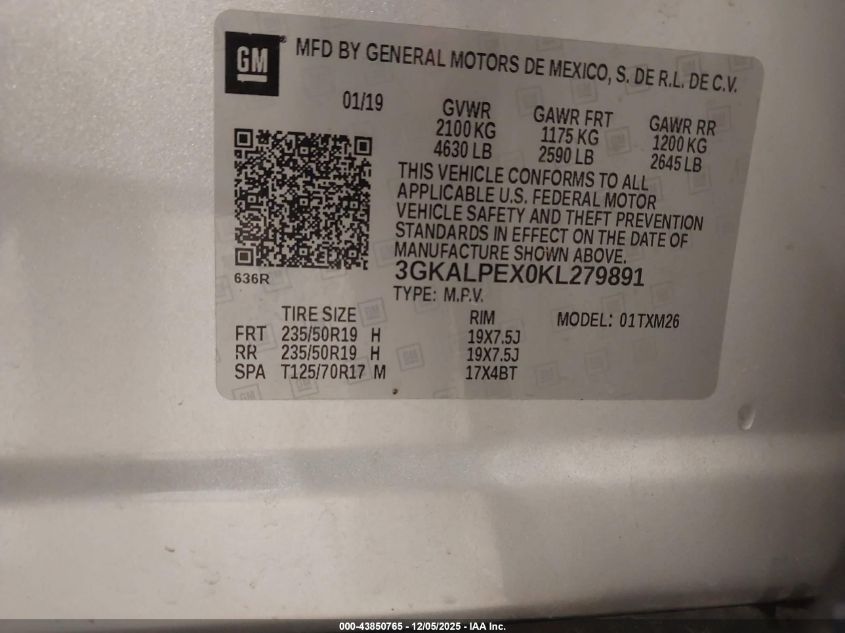 GM
MFD BY GENERAL MOTORS DE MEXICO, S. DE R.L. DE C.V.
01/19
GVWR GAWR FRT GAWR RR
2100 KG 1175 KG 1200 KG
4630 LB 2590 LB 2645 LB
THIS VEHICLE CONFORMS TO ALL
APPLICABLE U.S. FEDERAL MOTOR
VEHICLE SAFETY AND THEFT PREVENTION
STANDARDS IN EFFECT ON THE DATE OF
MANUFACTURE SHOWN ABOVE.
636R
3GKALPEX0KL279891
TYPE: M.P.V.
TIRE SIZE RIM MODEL: 01TXM26
FRT 235/50R19 H 19X7.5J
RR 235/50R19 H 19X7.5J
SPA T125/70R17 M 17X4BT
000-43850765 - 12/05/2025 - IAA Inc.